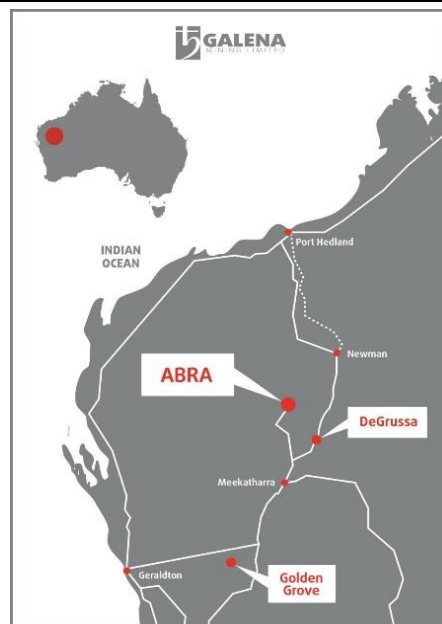 GALENA
MINING LIMITED
INDIAN
OCEAN
Port Hedland
Newman
ABRA
DeGrussa
Meekatharra
Geraldton
Golden
Grove